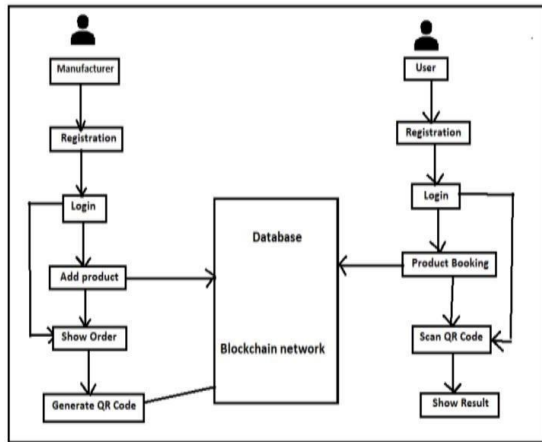 Manufacturer
Registration
Login
Add product
Show Order
Generate QR Code
Database
Blockchain network
User
Registration
Login
Product Booking
Scan QR Code
Show Result